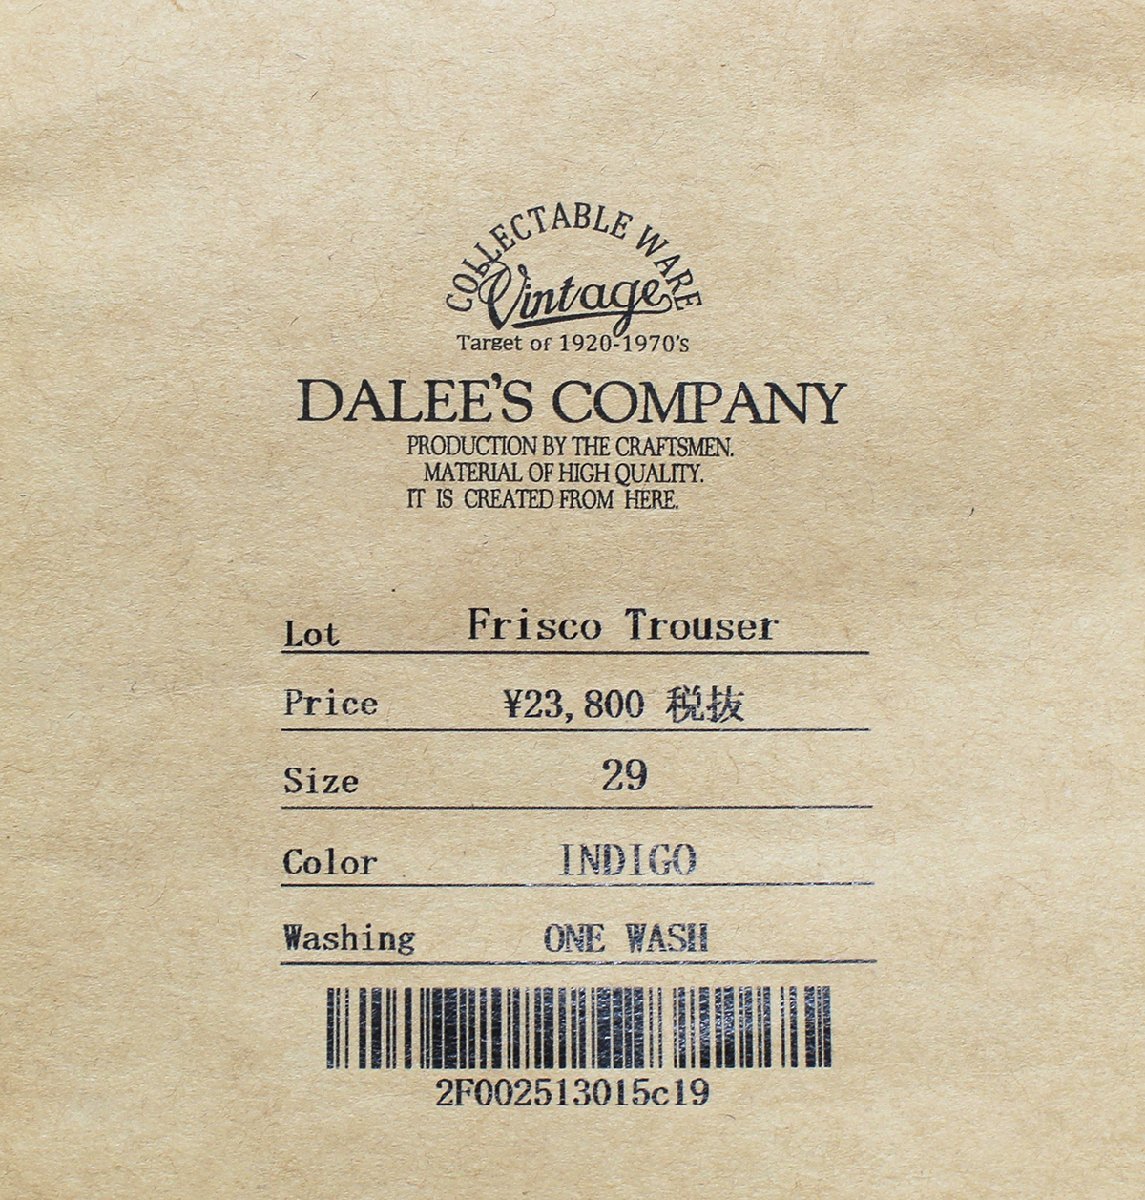 COLLECTABLE WARE
Vintage
Target of 1920-1970's
DALEE'S COMPANY
PRODUCTION BY THE CRAFTSMEN.
MATERIAL OF HIGH QUALITY.
IT IS CREATED FROM HERE.
Lot Frisco Trouser
Price ¥23,800 税抜
Size 29
Color INDIGO
Washing ONE WASH
2F002513015c19